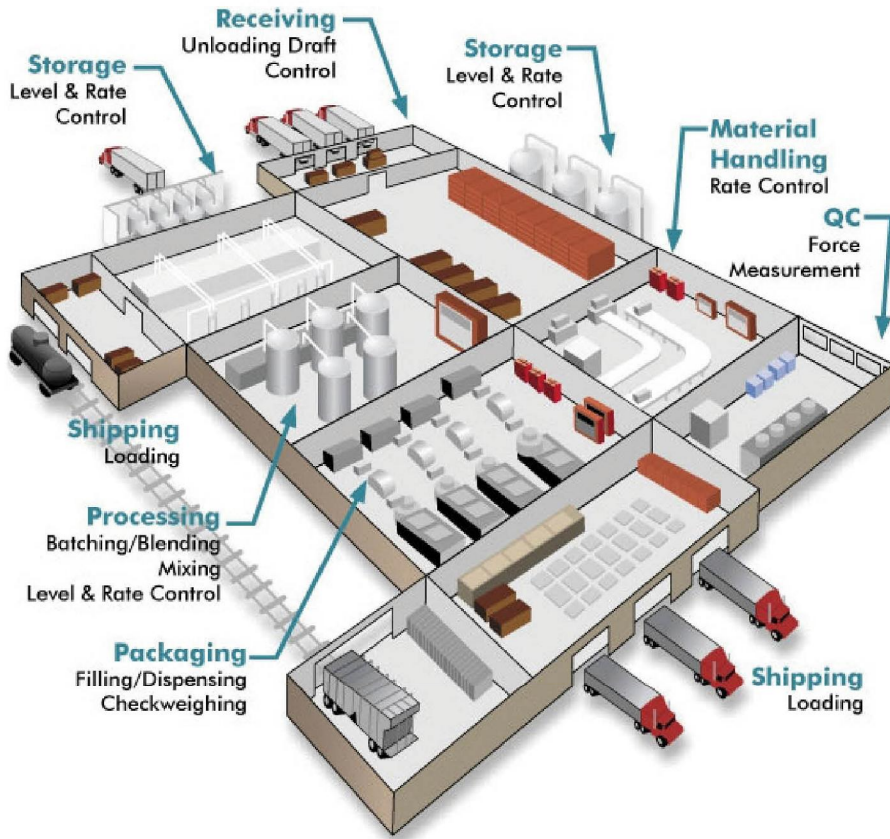 Receiving
Unloading Draft
Control
Storage
Level & Rate
Control
Storage
Level & Rate
Control
Material
Handling
Rate Control
QC
Force
Measurement
Shipping
Loading
Processing
Batching/Blending
Mixing
Level & Rate Control
Packaging
Filling/Dispensing
Checkweighing
Shipping
Loading